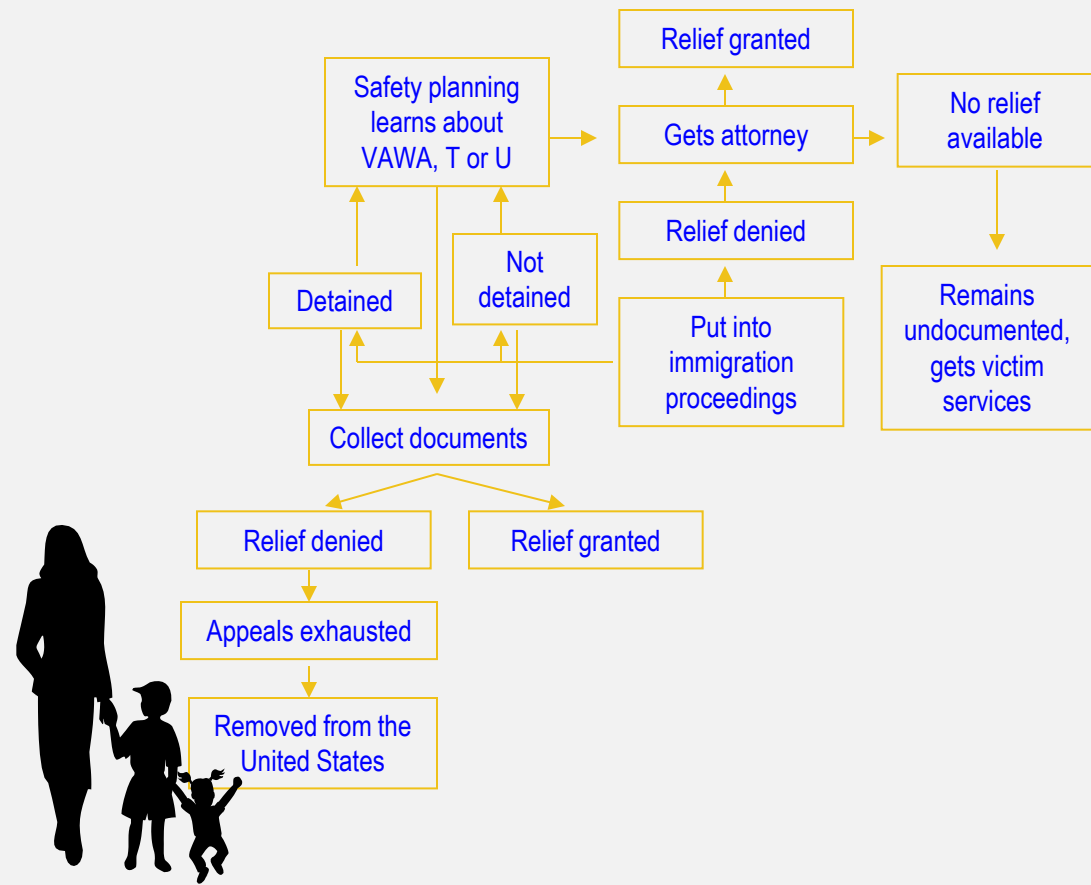 Relief granted
Safety planning
learns about
VAWA, T or U
Gets attorney
No relief
available
Relief denied
Not
detained
Detained
Put into
immigration
proceedings
Remains
undocumented,
gets victim
services
Collect documents
Relief denied
Relief granted
Appeals exhausted
Removed from the
United States